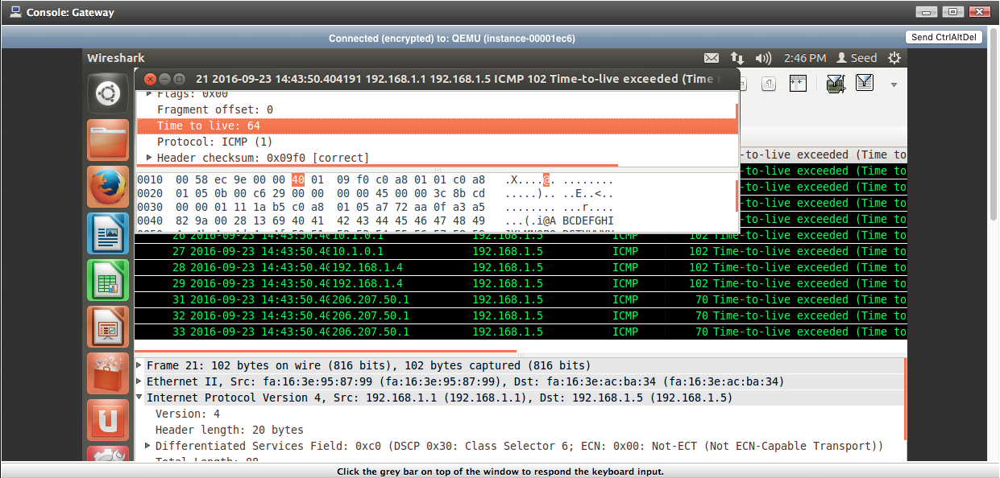 Console: Gateway
Connected (encrypted) to: QEMU (instance-00001ec6)
Send CtrlAltDel
Wireshark
2:46 PM Seed
21 2016-09-23 14:43:50.404191 192.168.1.1 192.168.1.5 ICMP 102 Time-to-live exceeded (Time
Flags: 0x00
Fragment offset: 0
Time to live: 64
Protocol: ICMP (1)
Header checksum: 0x09f0 [correct]
-to-live exceeded (Time to
-to-live exceeded (Time to
-to-live exceeded (Time to
-to-live exceeded (Time to
-to-live exceeded (Time to
0010 00 58 ec 9e 00 00 40 01 09 f0 c0 a8 01 01 c0 a8 .X....@. ........
0020 01 05 0b 00 c6 29 00 00 00 00 45 00 00 3c 8b cd .....).. ..E..<..
0030 00 00 01 11 1a b5 c0 a8 01 05 a7 72 aa 0f a3 a5 ........ ...r....
0040 82 9a 00 28 13 69 40 41 42 43 44 45 46 47 48 49 ...(.i@A BCDEFGHI
26 2016-09-23 14:43:50.40 10.1.0.1 192.168.1.5 ICMP 102 Time-to-live exceeded (Time to
27 2016-09-23 14:43:50.40 10.1.0.1 192.168.1.5 ICMP 102 Time-to-live exceeded (Time to
28 2016-09-23 14:43:50.40 192.168.1.4 192.168.1.5 ICMP 102 Time-to-live exceeded (Time to
29 2016-09-23 14:43:50.40 192.168.1.4 192.168.1.5 ICMP 102 Time-to-live exceeded (Time to
31 2016-09-23 14:43:50.40 206.207.50.1 192.168.1.5 ICMP 70 Time-to-live exceeded (Time to
32 2016-09-23 14:43:50.40 206.207.50.1 192.168.1.5 ICMP 70 Time-to-live exceeded (Time to
33 2016-09-23 14:43:50.40 206.207.50.1 192.168.1.5 ICMP 70 Time-to-live exceeded (Time to
Frame 21: 102 bytes on wire (816 bits), 102 bytes captured (816 bits)
Ethernet II, Src: fa:16:3e:95:87:99 (fa:16:3e:95:87:99), Dst: fa:16:3e:ac:ba:34 (fa:16:3e:ac:ba:34)
Internet Protocol Version 4, Src: 192.168.1.1 (192.168.1.1), Dst: 192.168.1.5 (192.168.1.5)
Version: 4
Header length: 20 bytes
Differentiated Services Field: 0xc0 (DSCP 0x30: Class Selector 6; ECN: 0x00: Not-ECT (Not ECN-Capable Transport))
Total Length: 88
Click the grey bar on top of the window to respond the keyboard input.